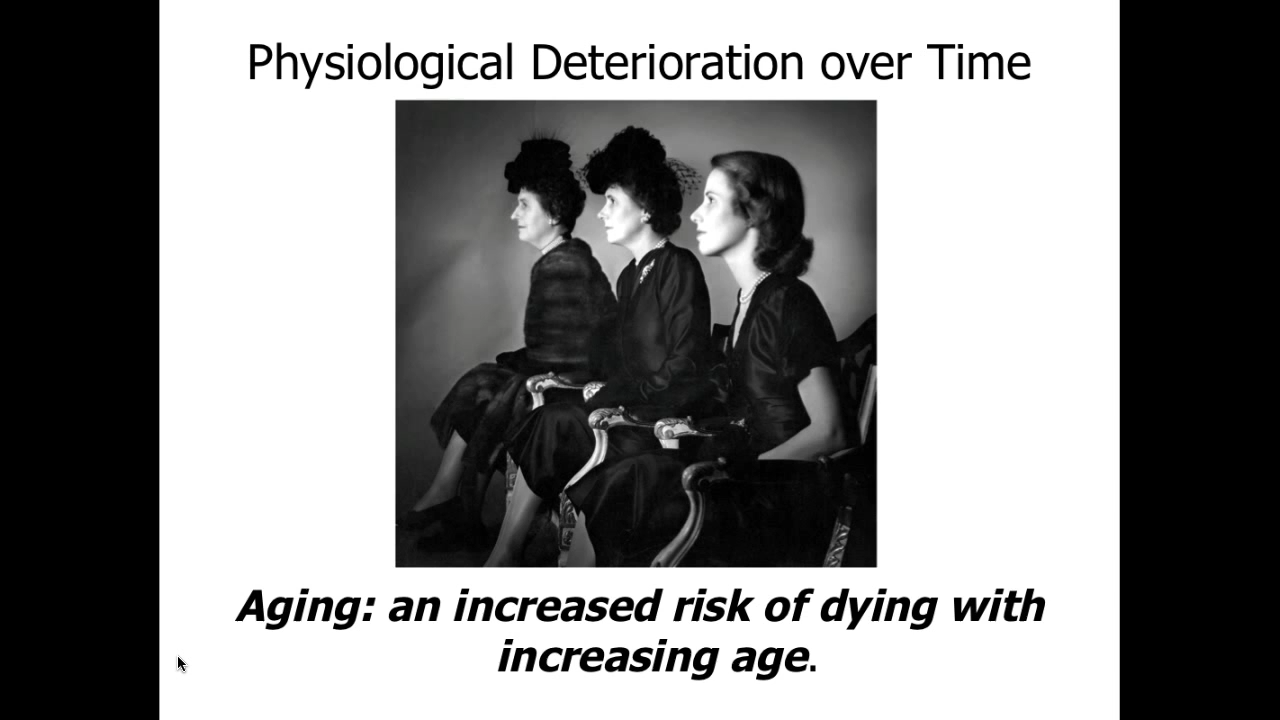 Physiological Deterioration over Time
Aging: an increased risk of dying with
increasing age.